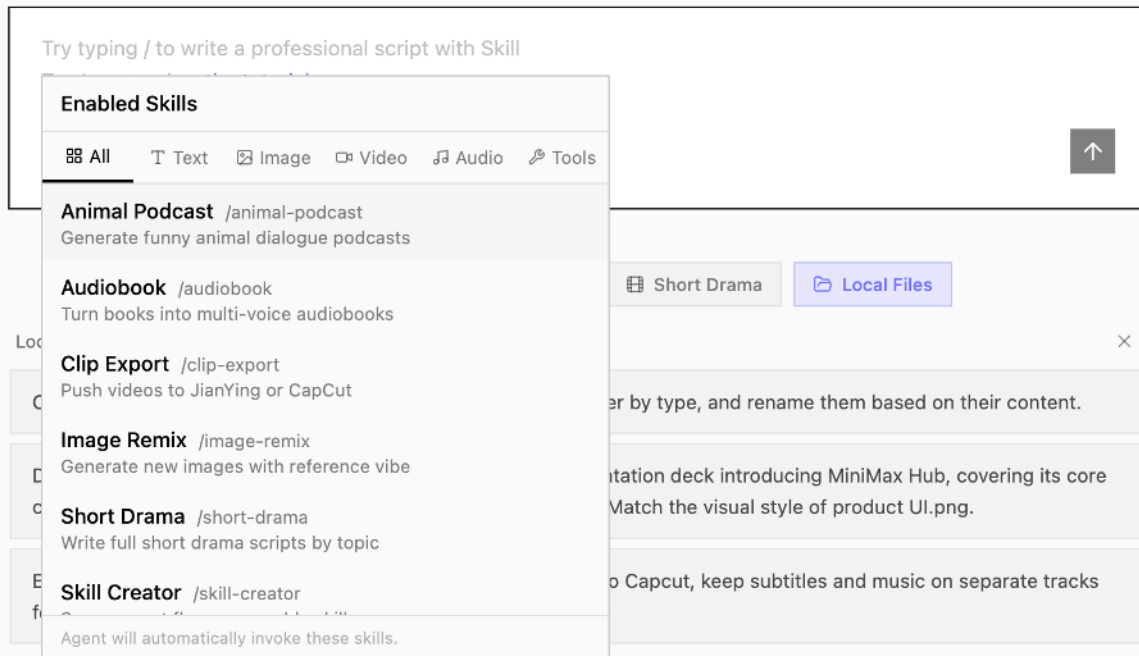 Try typing / to write a professional script with Skill
Enabled Skills
All Text Image Video Audio Tools
Animal Podcast /animal-podcast
Generate funny animal dialogue podcasts
Audiobook /audiobook
Turn books into multi-voice audiobooks
Clip Export /clip-export
Push videos to JianYing or CapCut
Image Remix /image-remix
Generate new images with reference vibe
Short Drama /short-drama
Write full short drama scripts by topic
Skill Creator /skill-creator
Agent will automatically invoke these skills.
Short Drama Local Files
by type, and rename them based on their content.
deck introducing MiniMax Hub, covering its core
Match the visual style of product UI.png.
Capcut, keep subtitles and music on separate tracks